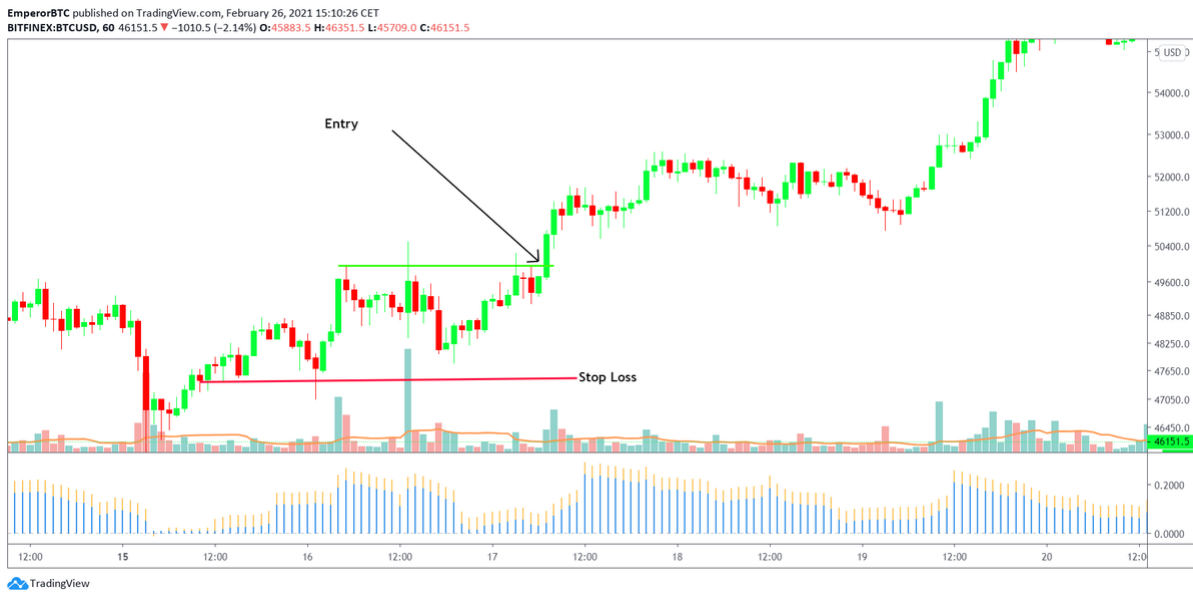 EmperorBTC published on TradingView.com, February 26, 2021 15:10:26 CET
BITFINEX:BTCUSD, 60 46151.5 ▼ −1010.5 (−2.14%) O:45883.5 H:46351.5 L:45709.0 C:46151.5
USD
54000.0
Entry
53000.0
52000.0
51200.0
50400.0
49600.0
48850.0
48250.0
Stop Loss
47650.0
47050.0
46450.0
46151.5
0.2000
0.0000
12:00 15 12:00 16 12:00 17 12:00 18 12:00 19 12:00 20 12:0
TradingView